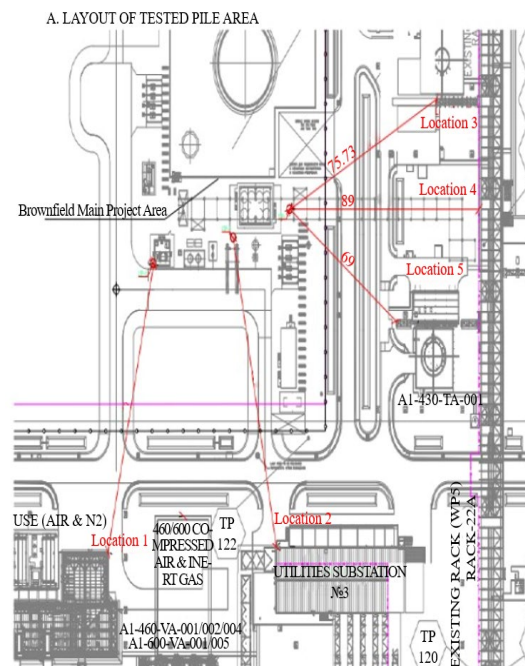 A. LAYOUT OF TESTED PILE AREA
EXISTING
Location 3
75.73
Location 4
89
Brownfield Main Project Area
69
Location 5
A1-430-TA-001
USE (AIR & N2)
Location 1
460/600 CO-
MPRESSED
AIR & INE-
RT GAS
TP
122
Location 2
UTILITIES SUBSTATION
№3
A1-460-VA-001/002/004
A1-600-VA-001/005
EXISTING RACK (WP5)
RACK-22A
TP
120